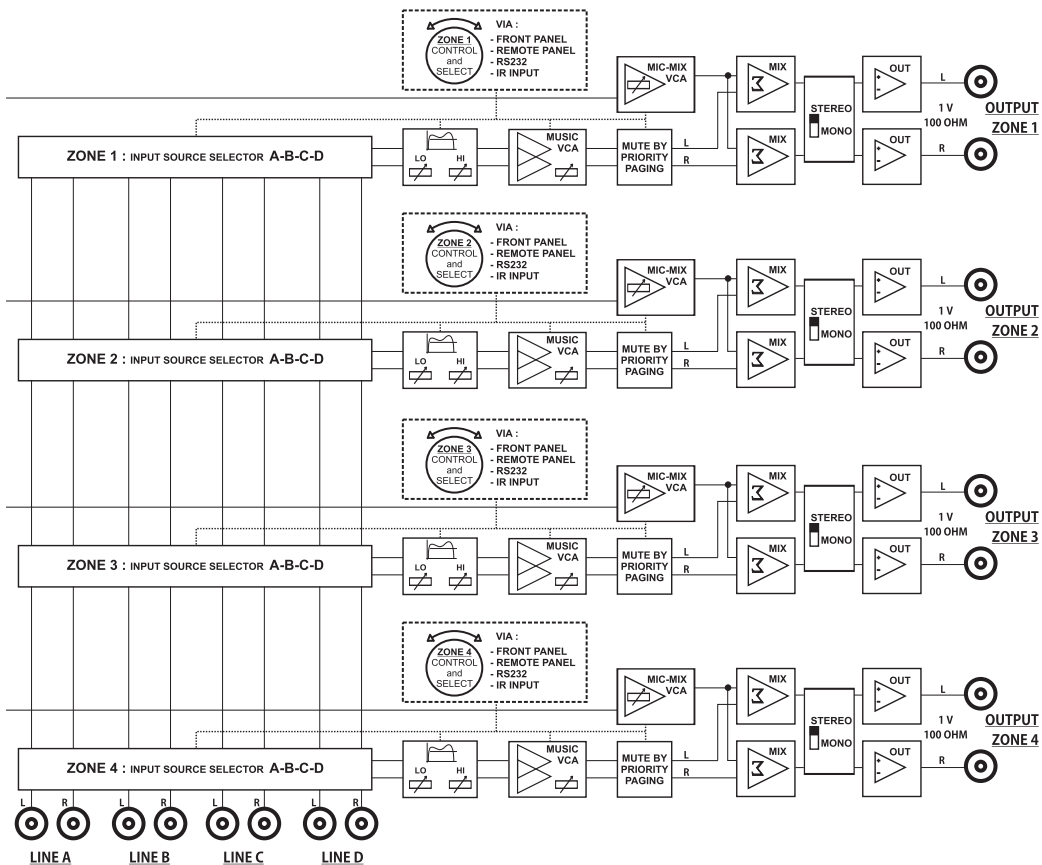 VIA :
ZONE 1
CONTROL
and
SELECT
- FRONT PANEL
- REMOTE PANEL
- RS232
- IR INPUT
MIC-MIX
VCA
MIX
OUT
L
STEREO
MONO
1 V
100 OHM
OUTPUT
ZONE 1
ZONE 1 : INPUT SOURCE SELECTOR A-B-C-D
LO
HI
MUSIC
VCA
MUTE BY
PRIORITY
PAGING
L
R
MIX
OUT
R
VIA :
ZONE 2
CONTROL
and
SELECT
- FRONT PANEL
- REMOTE PANEL
- RS232
- IR INPUT
MIC-MIX
VCA
MIX
OUT
L
STEREO
MONO
1 V
100 OHM
OUTPUT
ZONE 2
ZONE 2 : INPUT SOURCE SELECTOR A-B-C-D
LO
HI
MUSIC
VCA
MUTE BY
PRIORITY
PAGING
L
R
MIX
OUT
R
VIA :
ZONE 3
CONTROL
and
SELECT
- FRONT PANEL
- REMOTE PANEL
- RS232
- IR INPUT
MIC-MIX
VCA
MIX
OUT
L
STEREO
MONO
1 V
100 OHM
OUTPUT
ZONE 3
ZONE 3 : INPUT SOURCE SELECTOR A-B-C-D
LO
HI
MUSIC
VCA
MUTE BY
PRIORITY
PAGING
L
R
MIX
OUT
R
VIA :
ZONE 4
CONTROL
and
SELECT
- FRONT PANEL
- REMOTE PANEL
- RS232
- IR INPUT
MIC-MIX
VCA
MIX
OUT
L
STEREO
MONO
1 V
100 OHM
OUTPUT
ZONE 4
ZONE 4 : INPUT SOURCE SELECTOR A-B-C-D
LO
HI
MUSIC
VCA
MUTE BY
PRIORITY
PAGING
L
R
MIX
OUT
R
L R L R L R L R
LINE A LINE B LINE C LINE D